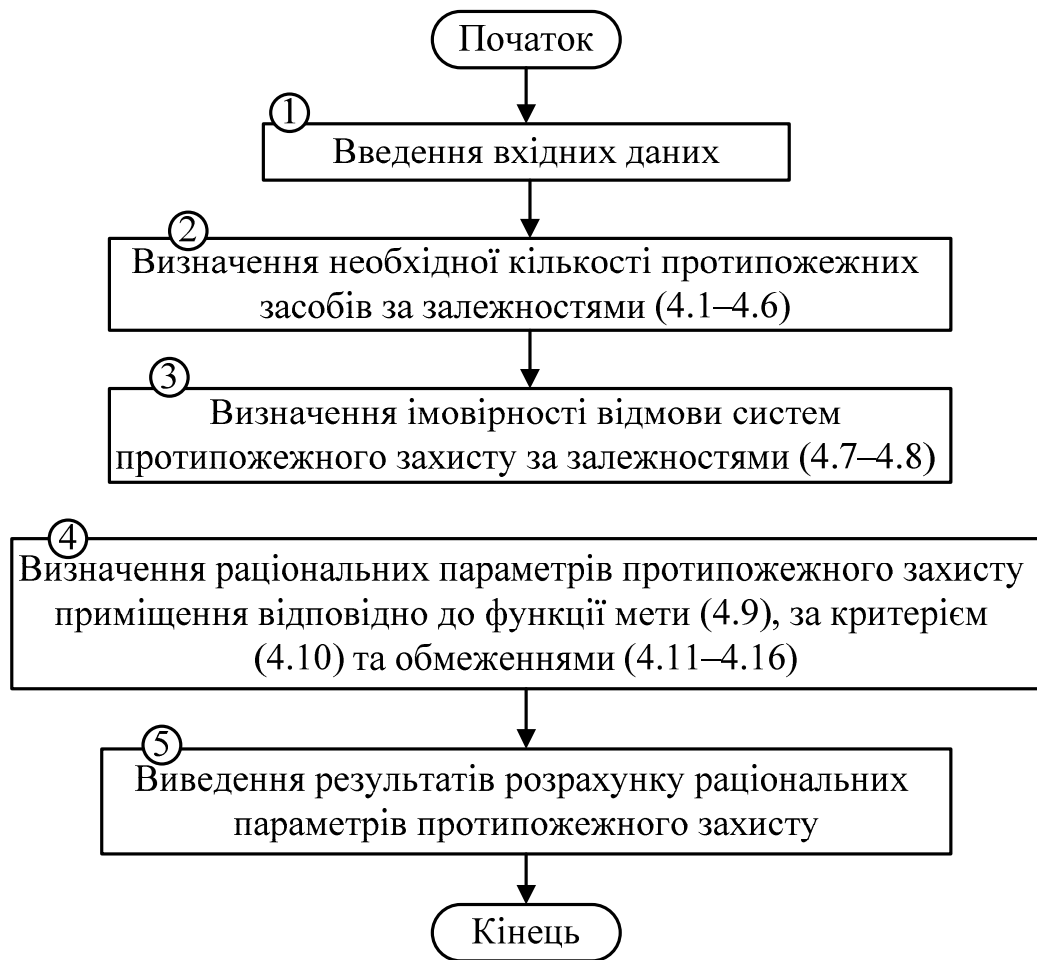 Початок
1
Введення вхідних даних
2
Визначення необхідної кількості протипожежних
засобів за залежностями (4.1–4.6)
3
Визначення імовірності відмови систем
протипожежного захисту за залежностями (4.7–4.8)
4
Визначення раціональних параметрів протипожежного захисту
приміщення відповідно до функції мети (4.9), за критерієм
(4.10) та обмеженнями (4.11–4.16)
5
Виведення результатів розрахунку раціональних
параметрів протипожежного захисту
Кінець